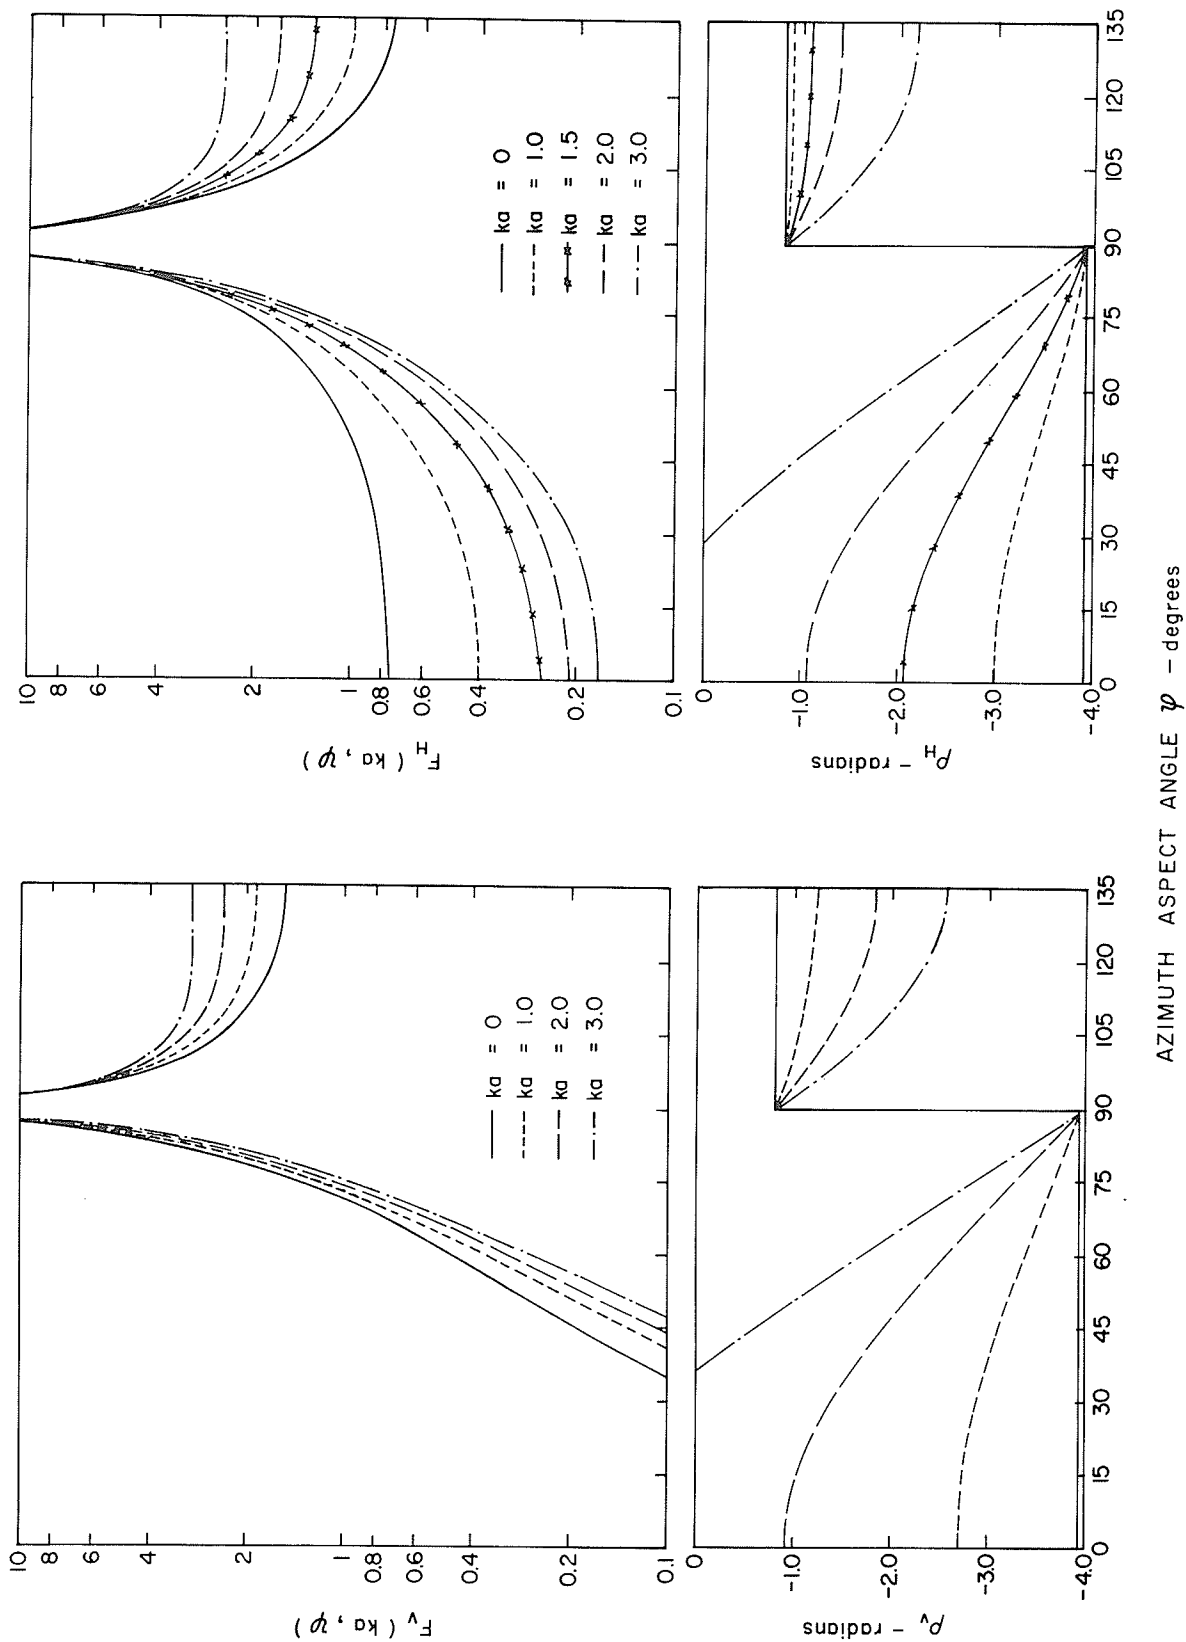 10
8
6
4
2
1
0.8
0.6
0.4
0.2
0.1
F_V ( ka , ψ )
ka = 0
ka = 1.0
ka = 2.0
ka = 3.0
0
-1.0
-2.0
-3.0
-4.0
ρ_V - radians
0 15 30 45 60 75 90 105 120 135
10
8
6
4
2
1
0.8
0.6
0.4
0.2
0.1
F_H ( ka , ψ )
ka = 0
ka = 1.0
ka = 1.5
ka = 2.0
ka = 3.0
0
-1.0
-2.0
-3.0
-4.0
ρ_H - radians
0 15 30 45 60 75 90 105 120 135
AZIMUTH ASPECT ANGLE ψ - degrees